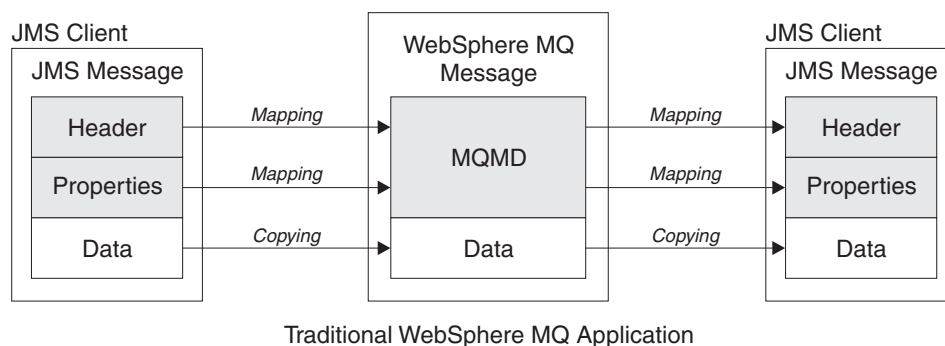 JMS Client
JMS Message
Header
Properties
Data
Mapping
Mapping
Copying
WebSphere MQ
Message
MQMD
Data
Mapping
Mapping
Copying
JMS Client
JMS Message
Header
Properties
Data
Traditional WebSphere MQ Application